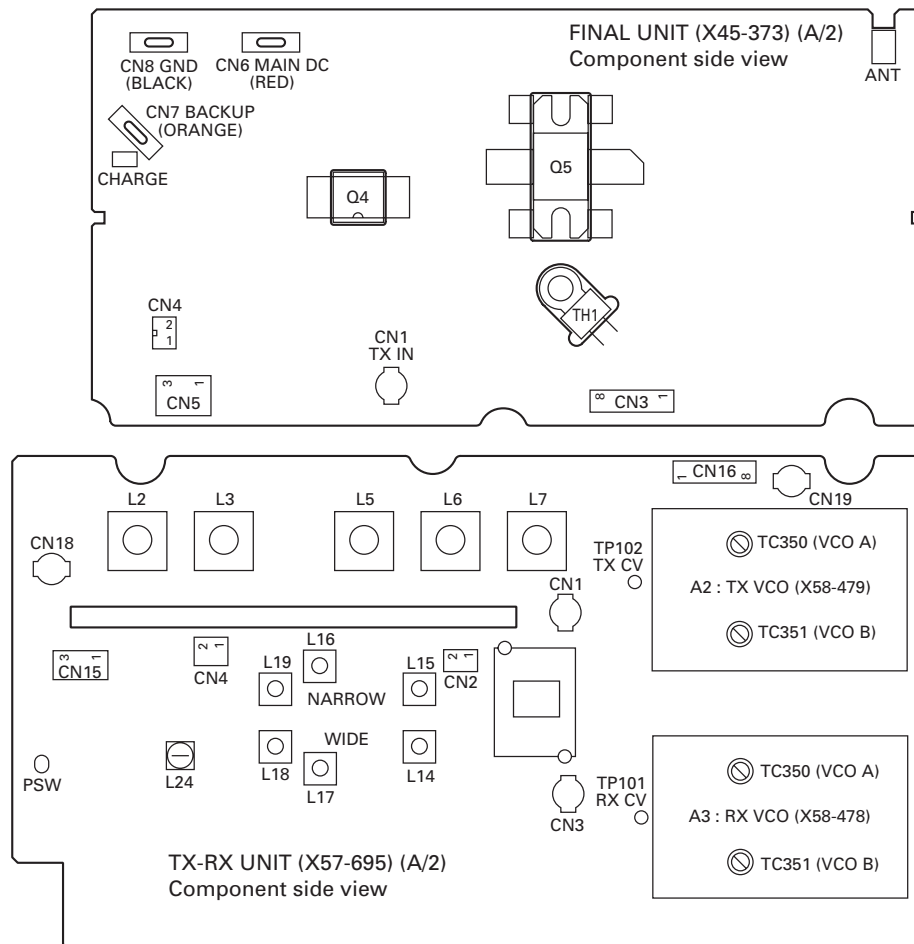 FINAL UNIT (X45-373) (A/2)
Component side view
CN8 GND
(BLACK)
CN6 MAIN DC
(RED)
ANT
CN7 BACKUP
(ORANGE)
CHARGE
Q4
Q5
TH1
CN4
2
1
CN1
TX IN
3 1
CN5
8 CN3 1
1 CN16 8
CN19
L2
L3
L5
L6
L7
CN18
TP102
TX CV
TC350 (VCO A)
A2 : TX VCO (X58-479)
TC351 (VCO B)
CN1
3 1
CN15
2 1
CN4
L16
L19
NARROW
L15
2 1
CN2
WIDE
L18
L17
L14
L24
PSW
CN3
TP101
RX CV
TC350 (VCO A)
A3 : RX VCO (X58-478)
TC351 (VCO B)
TX-RX UNIT (X57-695) (A/2)
Component side view